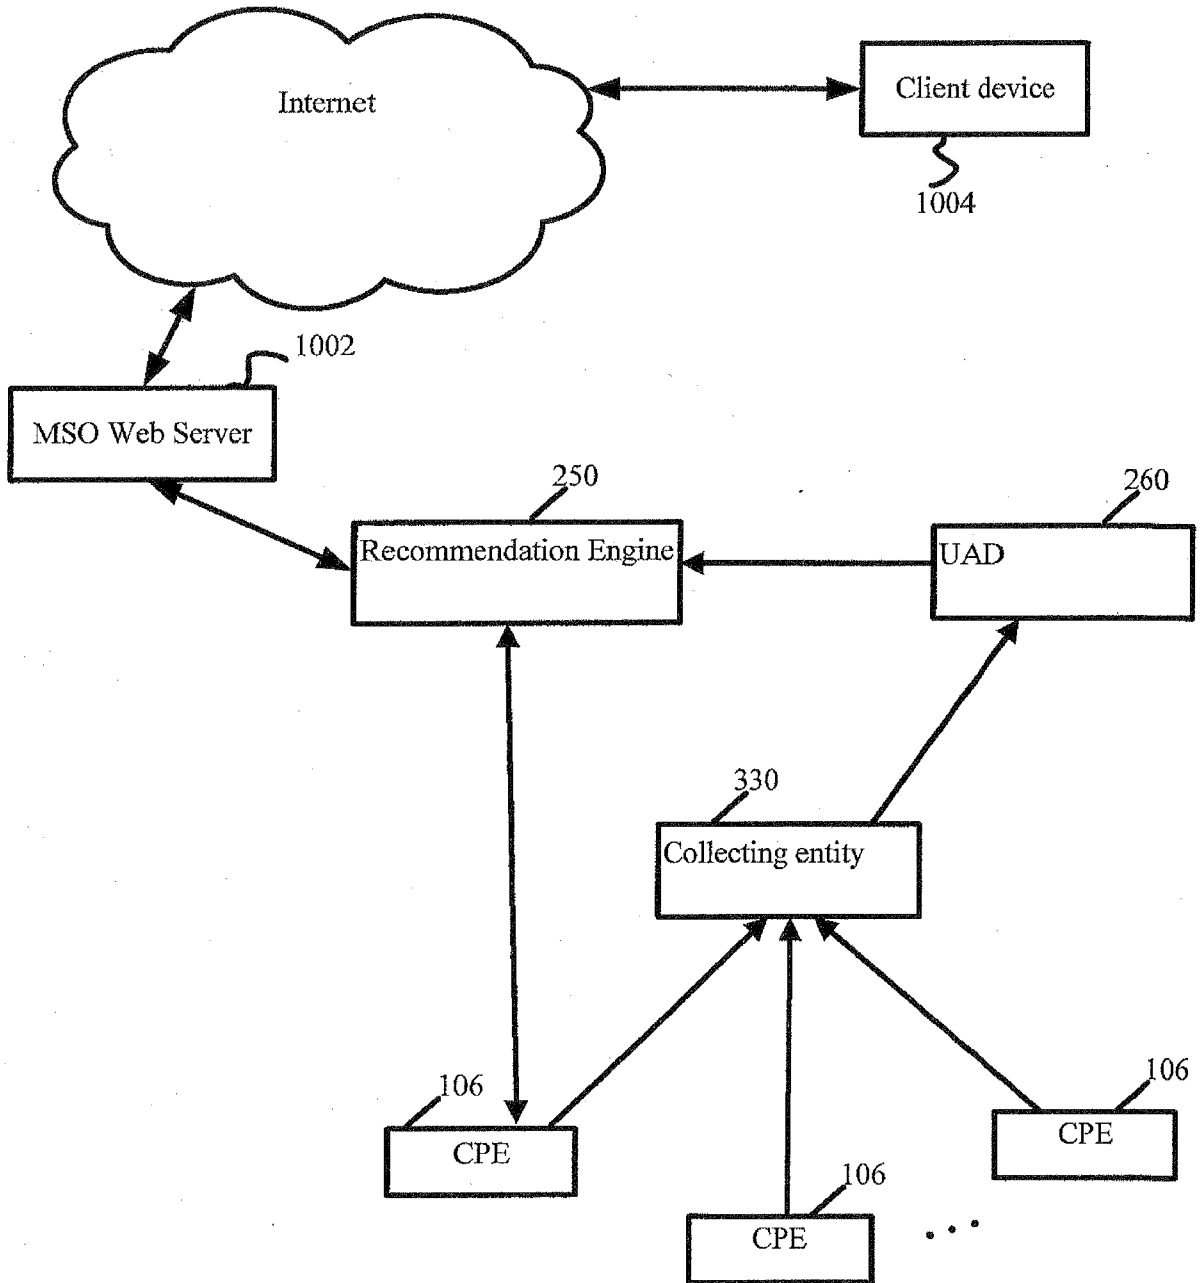 Internet
Client device
1004
1002
MSO Web Server
250
260
Recommendation Engine
UAD
330
Collecting entity
106
106
CPE
CPE
106
CPE